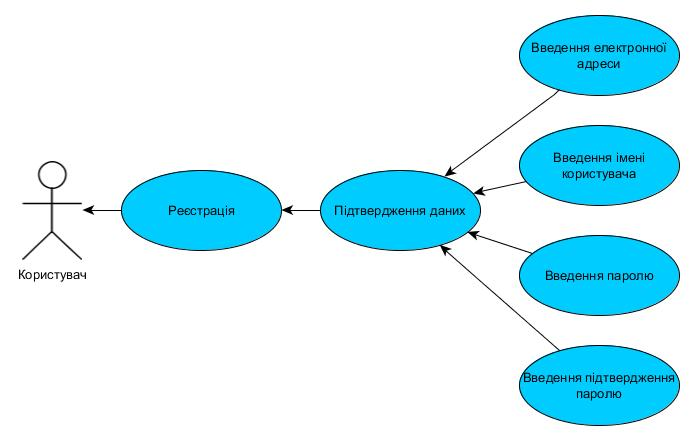 Користувач
Реєстрація
Підтвердження даних
Введення електронної
адреси
Введення імені
користувача
Введення паролю
Введення підтвердження
паролю